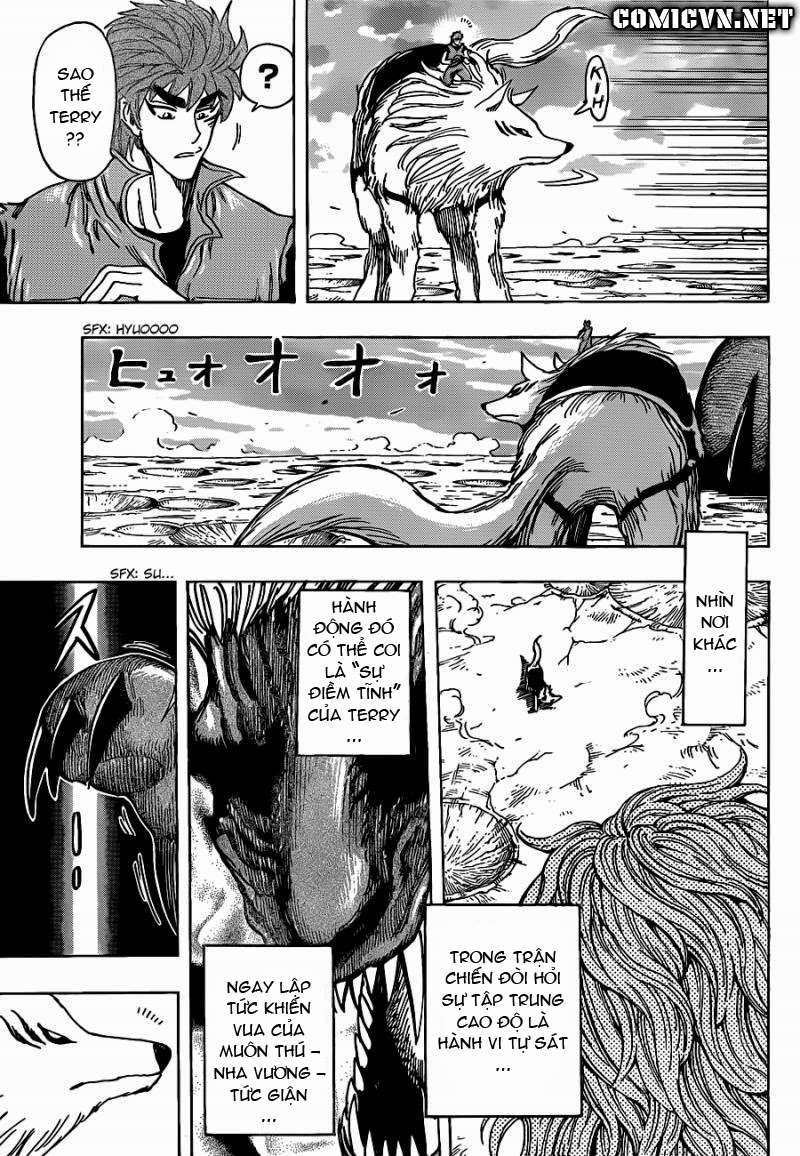 COMICVN.NET
KỊH
SAO
THẾ
TERRY
??
?
SFX: HYUOOOO
ヒュオオオォ
NHÌN
NƠI
KHÁC
...
TRONG TRẬN
CHIẾN ĐÒI HỎI
SỰ TẬP TRUNG
CAO ĐỘ LÀ
HÀNH VI TỰ SÁT
...
HÀNH
ĐỘNG ĐÓ
CÓ THỂ COI
LÀ “SỰ
ĐIỀM TĨNH”
CỦA TERRY
...
NGAY LẬP
TỨC KHIẾN
VUA CỦA
MUÔN THÚ –
NHA VƯƠNG –
TỨC GIẬN
...
SFX: SU...
ス